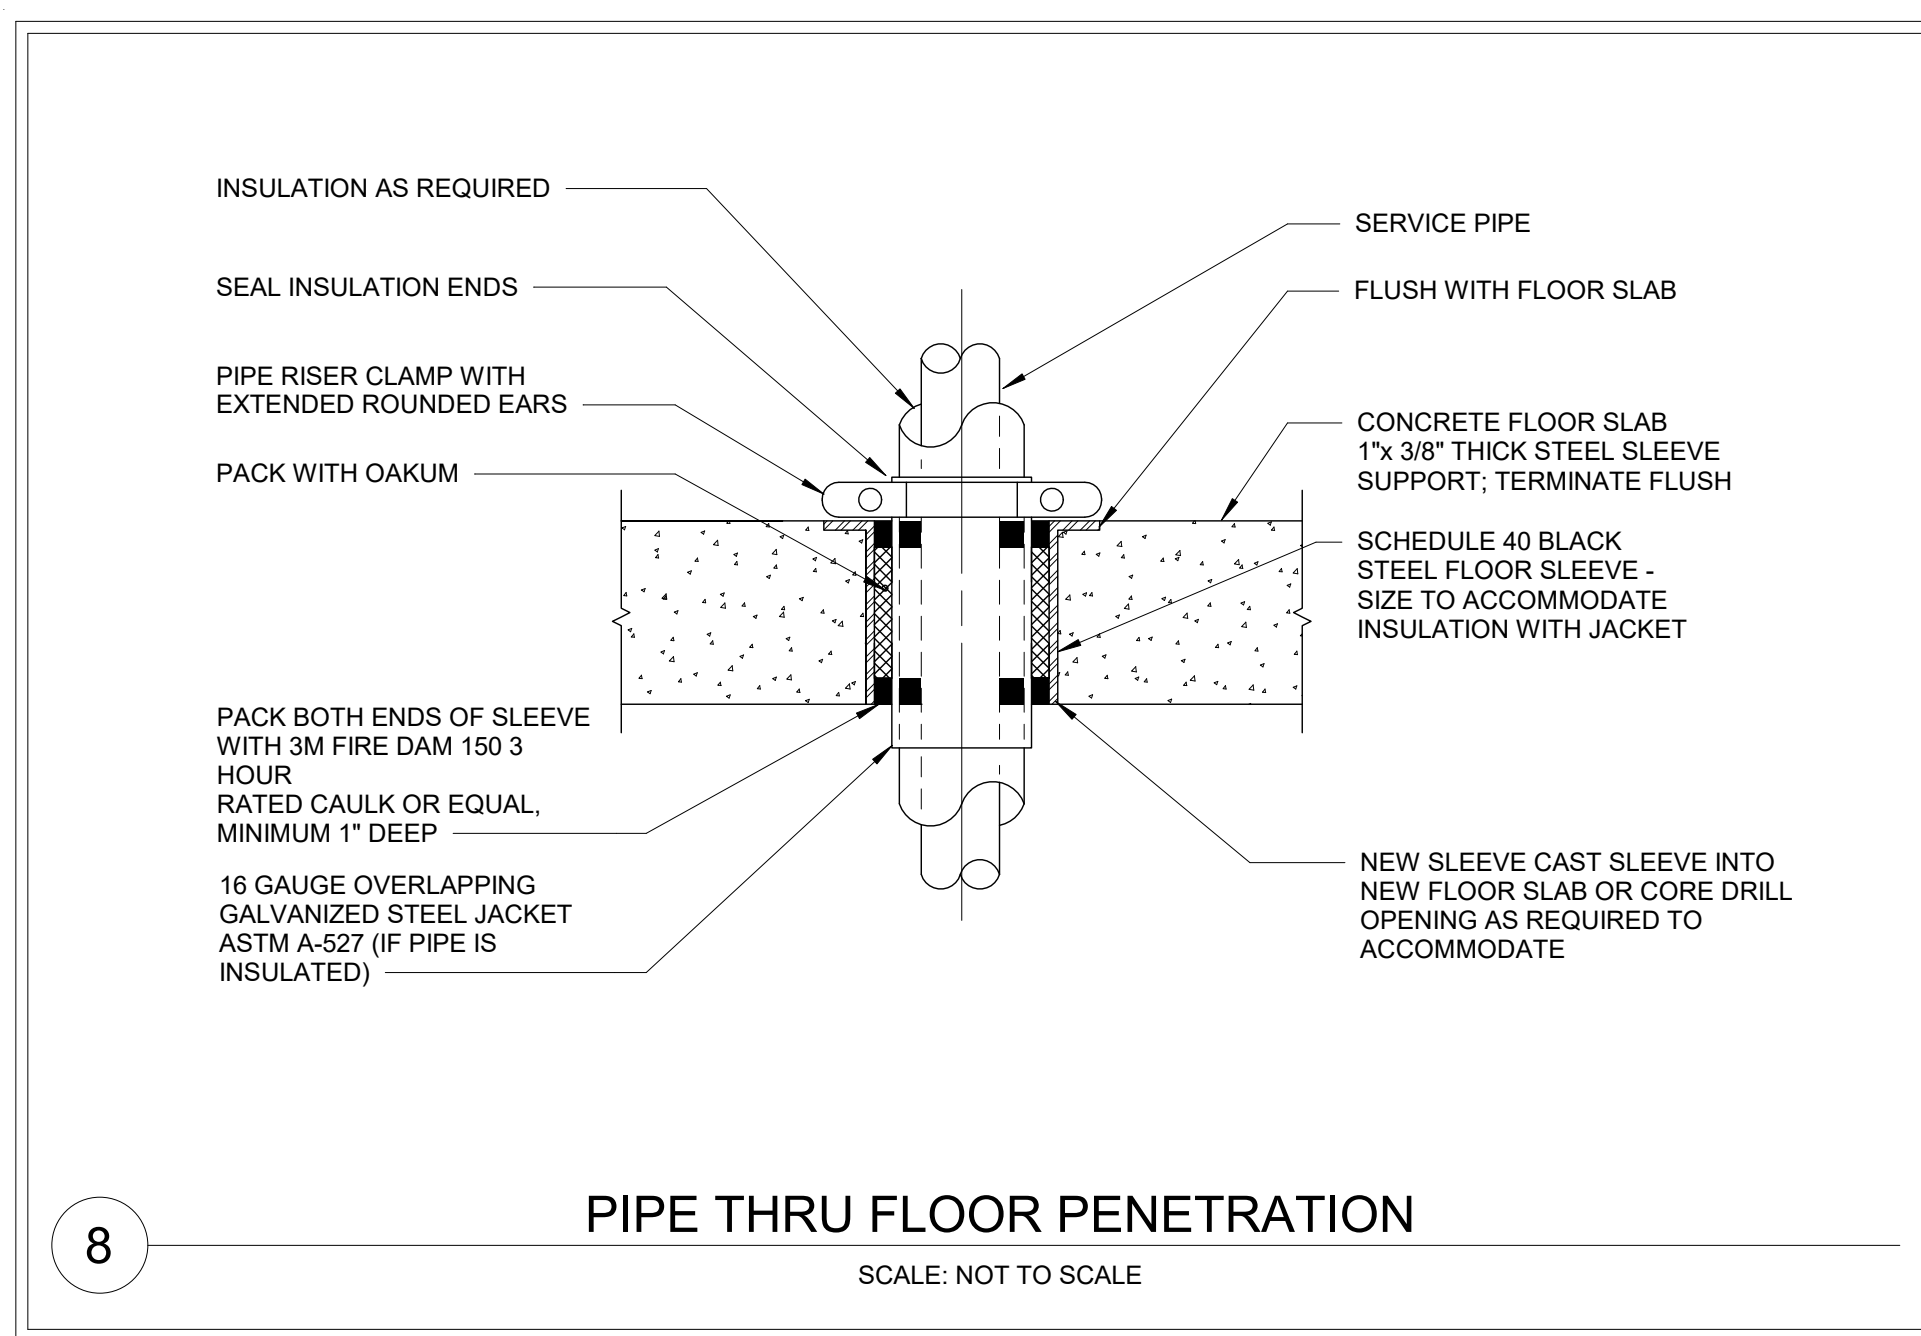 INSULATION AS REQUIRED
SEAL INSULATION ENDS
PIPE RISER CLAMP WITH
EXTENDED ROUNDED EARS
PACK WITH OAKUM
PACK BOTH ENDS OF SLEEVE
WITH 3M FIRE DAM 150 3
HOUR
RATED CAULK OR EQUAL,
MINIMUM 1" DEEP
16 GAUGE OVERLAPPING
GALVANIZED STEEL JACKET
ASTM A-527 (IF PIPE IS
INSULATED)
SERVICE PIPE
FLUSH WITH FLOOR SLAB
CONCRETE FLOOR SLAB
1"x 3/8" THICK STEEL SLEEVE
SUPPORT; TERMINATE FLUSH
SCHEDULE 40 BLACK
STEEL FLOOR SLEEVE -
SIZE TO ACCOMMODATE
INSULATION WITH JACKET
NEW SLEEVE CAST SLEEVE INTO
NEW FLOOR SLAB OR CORE DRILL
OPENING AS REQUIRED TO
ACCOMMODATE
8
PIPE THRU FLOOR PENETRATION
SCALE: NOT TO SCALE